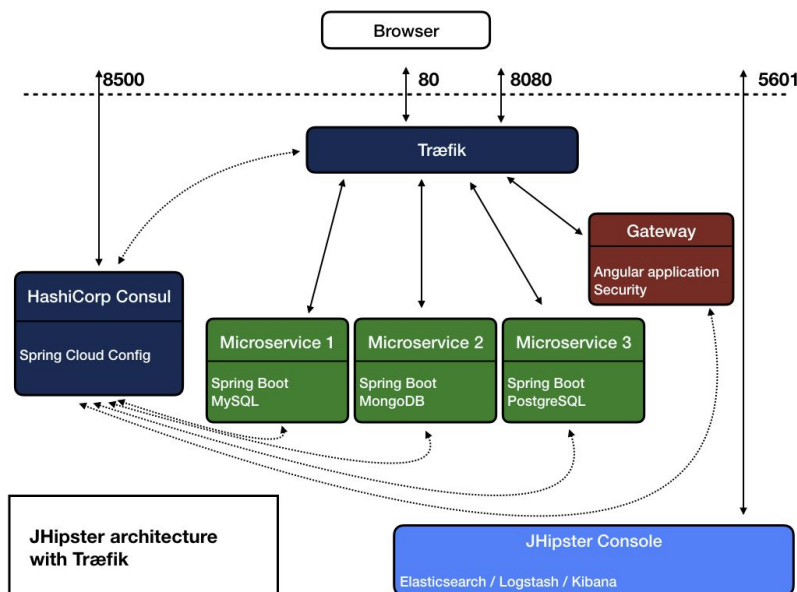 Browser
8500
80
8080
5601
Træfik
Gateway
Angular application
Security
HashiCorp Consul
Spring Cloud Config
Microservice 1
Spring Boot
MySQL
Microservice 2
Spring Boot
MongoDB
Microservice 3
Spring Boot
PostgreSQL
JHipster architecture
with Træfik
JHipster Console
Elasticsearch / Logstash / Kibana